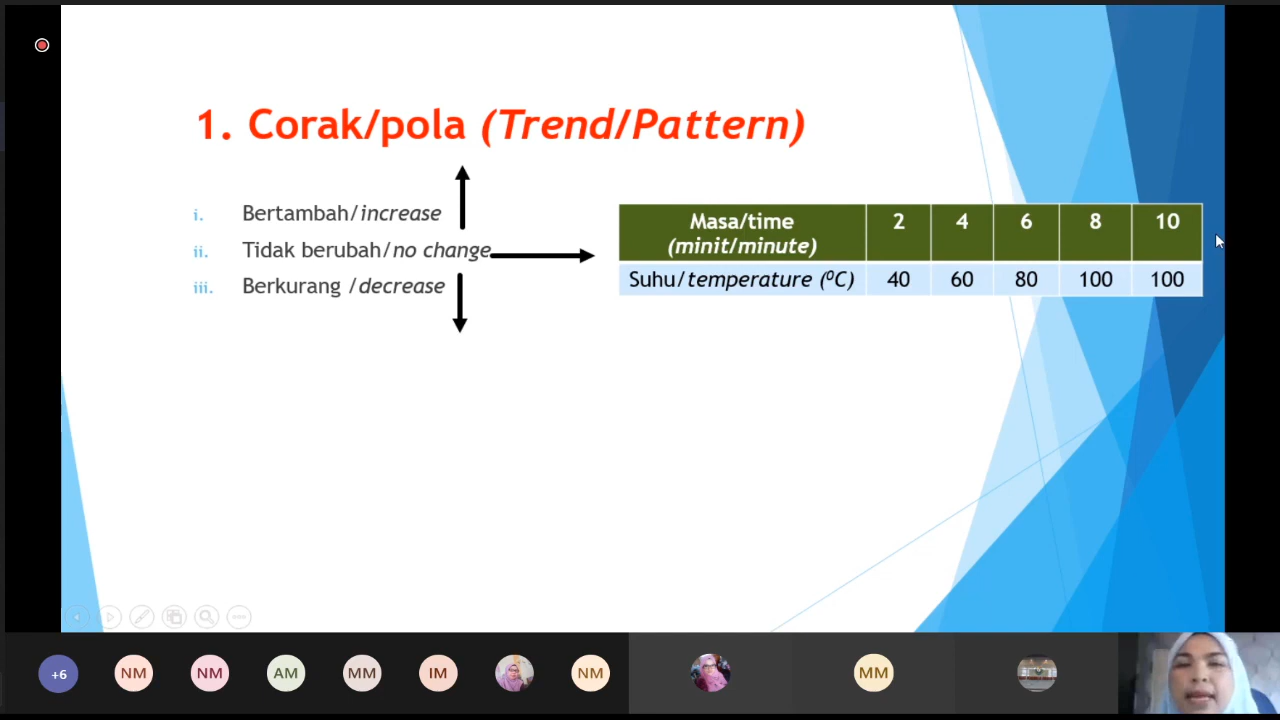 1. Corak/pola (Trend/Pattern)
i. Bertambah/increase
ii. Tidak berubah/no change
iii. Berkurang /decrease
Masa/time (minit/minute) 2 4 6 8 10
Suhu/temperature (⁰C) 40 60 80 100 100
+6 NM NM AM MM IM NM MM